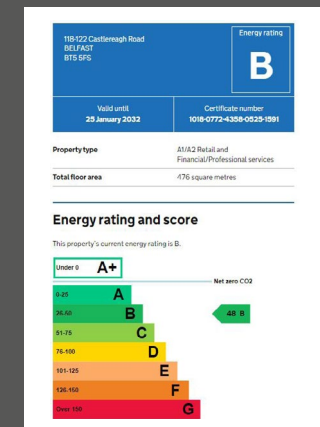 118-122 Castlereagh Road
BELFAST
BT5 5FS
Energy rating
B
Valid until
25 January 2032
Certificate number
1018-0772-4358-0525-1591
Property type
A1/A2 Retail and
Financial/Professional services
Total floor area
476 square metres
Energy rating and score
This property's current energy rating is B.
Under 0 A+
Net zero CO2
0-25 A
26-50 B 48 B
51-75 C
76-100 D
101-125 E
126-150 F
Over 150 G